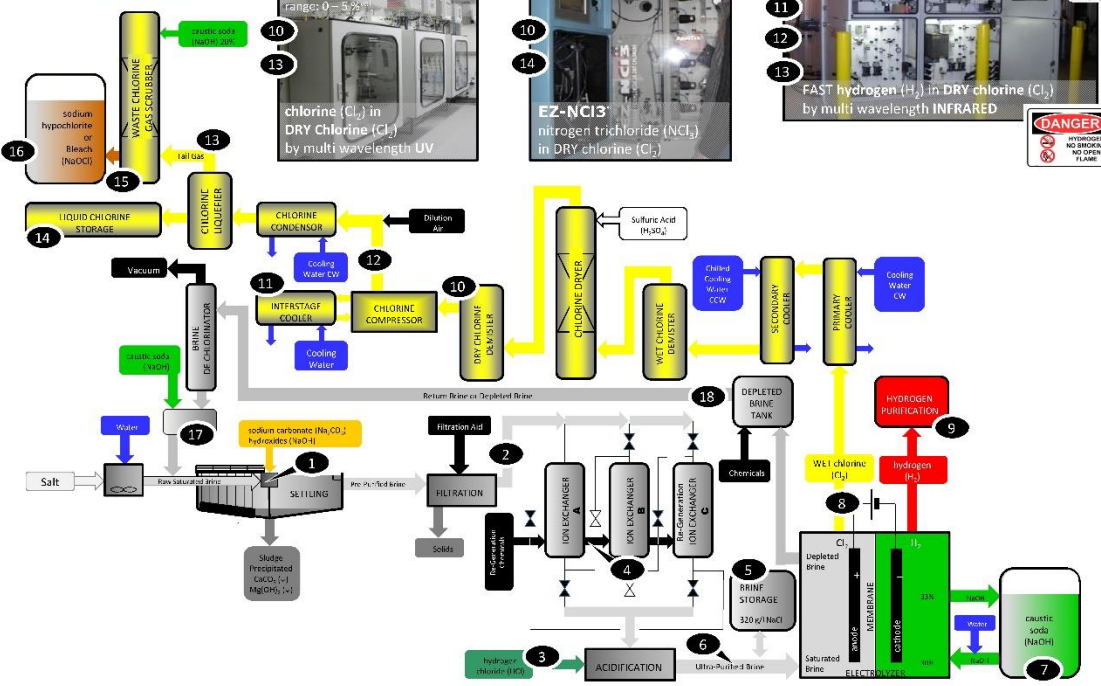 range: 0 – 5 %
10
13
chlorine (Cl2) in
DRY Chlorine (Cl2)
by multi wavelength UV
10
14
EZ-NCl3
nitrogen trichloride (NCl3)
in DRY chlorine (Cl2)
11
12
13
FAST hydrogen (H2) in DRY chlorine (Cl2)
by multi wavelength INFRARED
DANGER
HYDROGEN
NO SMOKING
NO OPEN
FLAME
caustic soda
(NaOH) 20%
WASTE CHLORINE
GAS SCRUBBER
sodium
hypochlorite
or
Bleach
(NaOCl)
16
15
13
Tail Gas
CHLORINE
LIQUEFIER
LIQUID CHLORINE
STORAGE
14
CHLORINE
CONDENSOR
Dilution
Air
Cooling
Water CW
12
Vacuum
11
INTERSTAGE
COOLER
CHLORINE
COMPRESSOR
10
Cooling
Water
DRY CHLORINE
DEMISTER
CHLORINE DRYER
Sulfuric Acid
(H2SO4)
WET CHLORINE
DEMISTER
Chilled
Cooling
Water
CCW
SECONDARY
COOLER
PRIMARY
COOLER
Cooling
Water
CW
BRINE
DE CHLORINATOR
caustic soda
(NaOH)
17
Return Brine or Depleted Brine
18
DEPLETED
BRINE
TANK
Chemicals
HYDROGEN
PURIFICATION
9
WET chlorine
(Cl2)
hydrogen
(H2)
8
Water
Salt
Raw Saturated Brine
sodium carbonate (Na2CO3)
hydroxides (NaOH)
1
SETTLING
Pre Purified Brine
Sludge
Precipitated
CaCO3 (↓)
Mg(OH)2 (↓)
Filtration Aid
2
FILTRATION
Solids
Re-Generation
Chemicals
ION EXCHANGER
A
ION EXCHANGER
B
Re-Generation
ION EXCHANGER
C
4
5
BRINE
STORAGE
320 g/l NaCl
3
hydrogen
chloride (HCl)
ACIDIFICATION
6
Ultra-Purified Brine
Cl2
H2
Depleted
Brine
Saturated
Brine
+
anode
MEMBRANE
–
cathode
33%
30%
ELECTROLYZER
NaOH
Water
NaOH
caustic
soda
(NaOH)
7